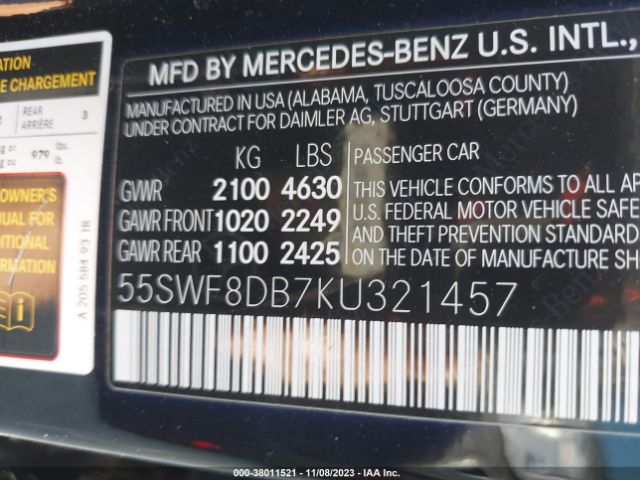 ATION
E CHARGEMENT
REAR
ARRIÈRE 3
979 lb.
OWNER'S
UAL FOR
DITIONAL
RMATION
A 205 584 93 18
MFD BY MERCEDES-BENZ U.S. INTL.,
MANUFACTURED IN USA (ALABAMA, TUSCALOOSA COUNTY)
UNDER CONTRACT FOR DAIMLER AG, STUTTGART (GERMANY)
KG LBS PASSENGER CAR
GVWR 2100 4630
GAWR FRONT 1020 2249
GAWR REAR 1100 2425
THIS VEHICLE CONFORMS TO ALL AP
U.S. FEDERAL MOTOR VEHICLE SAFE
AND THEFT PREVENTION STANDARD
ON THE DATE OF MANUFACTURE SH
55SWF8DB7KU321457
000-38011521 - 11/08/2023 - IAA Inc.